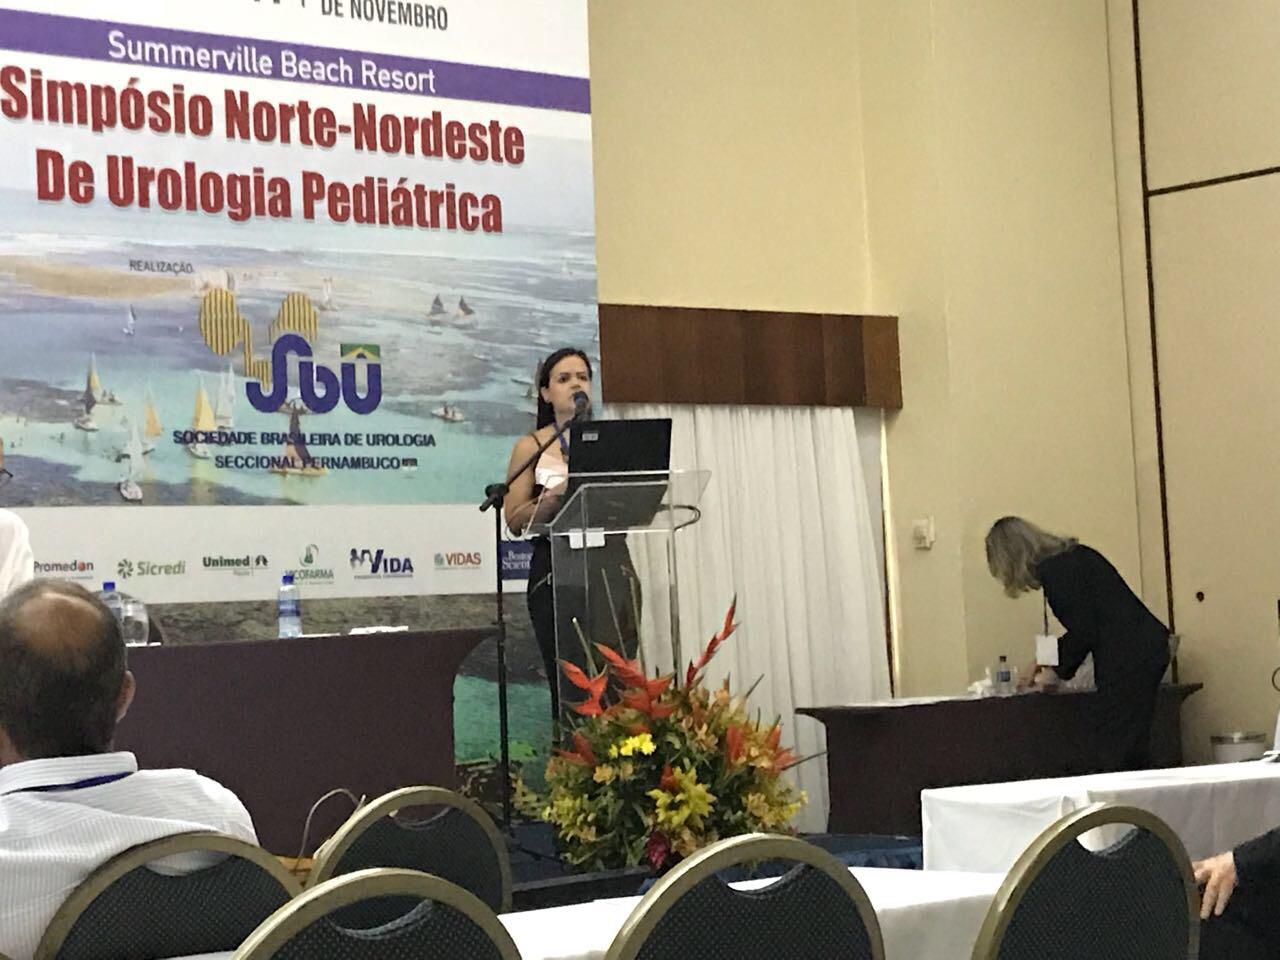 DE NOVEMBRO
Summerville Beach Resort
Simpósio Norte-Nordeste
De Urologia Pediátrica
REALIZAÇÃO
Sbu
SOCIEDADE BRASILEIRA DE UROLOGIA
SECCIONAL PERNAMBUCO
Promedon
Sicredi
Unimed
VIDA
VIDAS